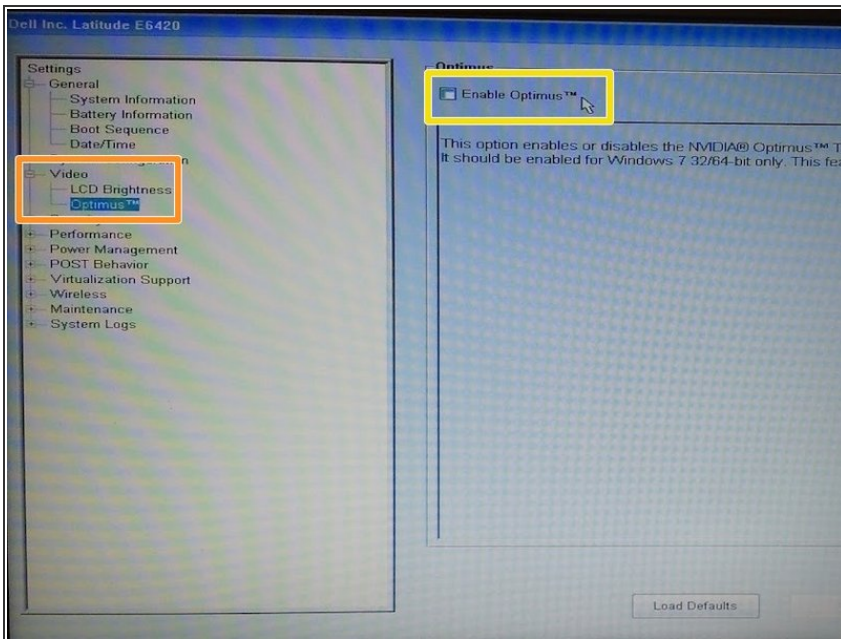 Dell Inc. Latitude E6420
Settings
General
System Information
Battery Information
Boot Sequence
Date/Time
Video
LCD Brightness
Optimus™
Performance
Power Management
POST Behavior
Virtualization Support
Wireless
Maintenance
System Logs
Optimus
Enable Optimus™
This option enables or disables the NVIDIA® Optimus™ T
It should be enabled for Windows 7 32/64-bit only. This fea
Load Defaults